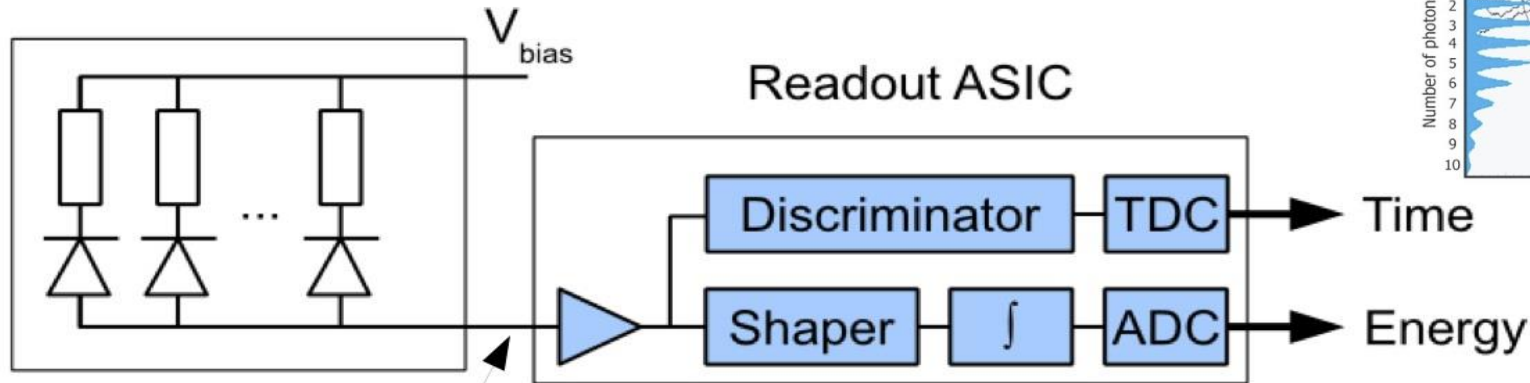 V bias
Readout ASIC
...
Discriminator
TDC
Time
Shaper
∫
ADC
Energy
Number of photon
2
3
4
5
6
7
8
9
10